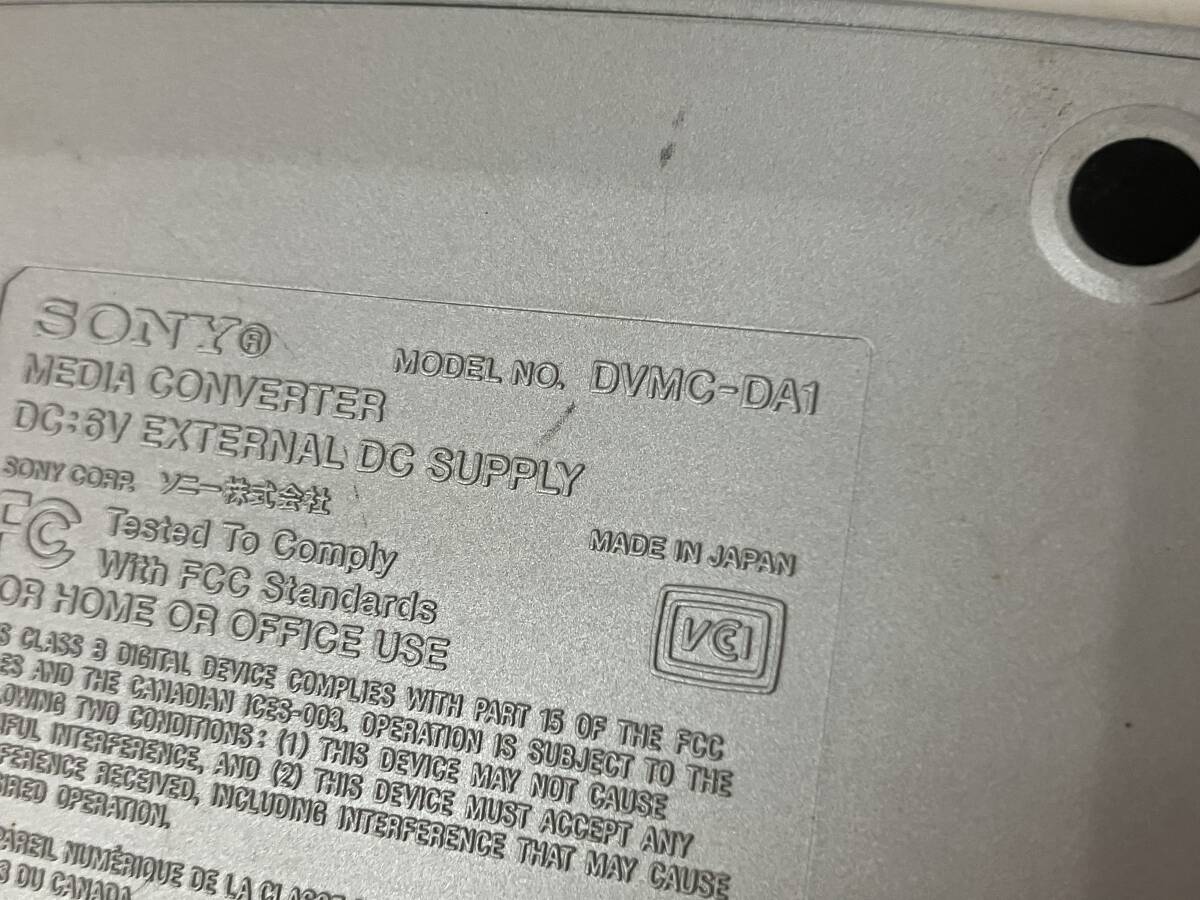 SONY®
MODEL NO. DVMC-DA1
MEDIA CONVERTER
DC:6V EXTERNAL DC SUPPLY
SONY CORP. ソニー株式会社
FC Tested To Comply
With FCC Standards
MADE IN JAPAN
OR HOME OR OFFICE USE
VCI
S CLASS B DIGITAL DEVICE COMPLIES WITH PART 15 OF THE FCC
ES AND THE CANADIAN ICES-003. OPERATION IS SUBJECT TO THE
LOWING TWO CONDITIONS: (1) THIS DEVICE MAY NOT CAUSE
FUL INTERFERENCE, AND (2) THIS DEVICE MUST ACCEPT ANY
FERENCE RECEIVED, INCLUDING INTERFERENCE THAT MAY CAUSE
SIRED OPERATION.
PAREIL NUMÉRIQUE DE LA CLASSE
3 DU CANADA